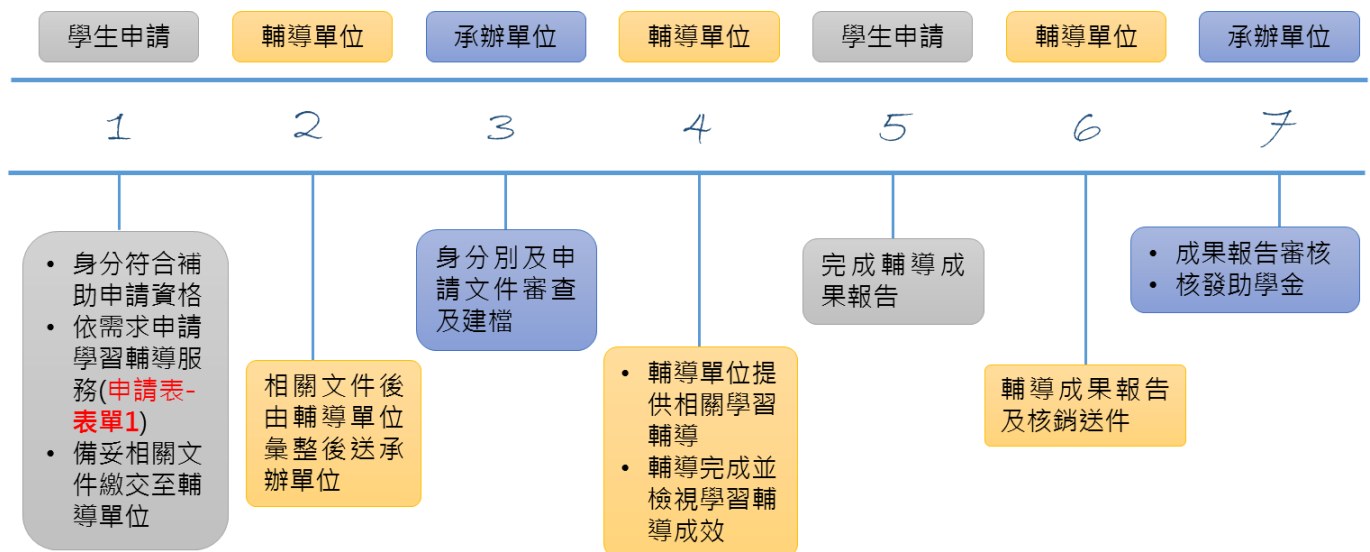 學生申請 輔導單位 承辦單位 輔導單位 學生申請 輔導單位 承辦單位
1 2 3 4 5 6 7
• 身分符合補
助申請資格
• 依需求申請
學習輔導服
務(申請表-
表單1)
• 備妥相關文
件繳交至輔
導單位
相關文件後
由輔導單位
彙整後送承
辦單位
身分別及申
請文件審查
及建檔
• 輔導單位提
供相關學習
輔導
• 輔導完成並
檢視學習輔
導成效
完成輔導成
果報告
輔導成果報告
及核銷送件
• 成果報告審核
• 核發助學金